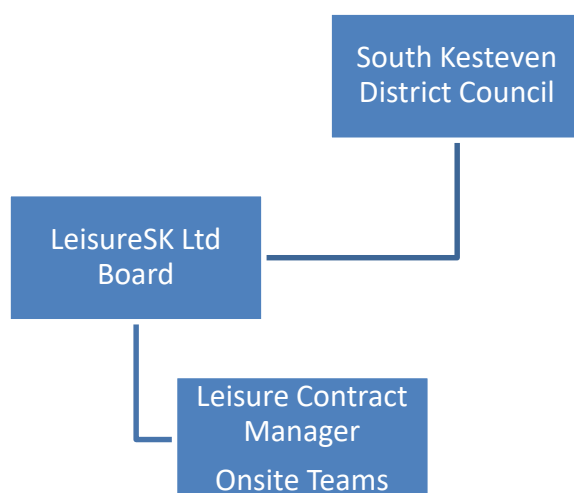 South Kesteven
District Council
LeisureSK Ltd
Board
Leisure Contract
Manager
Onsite Teams